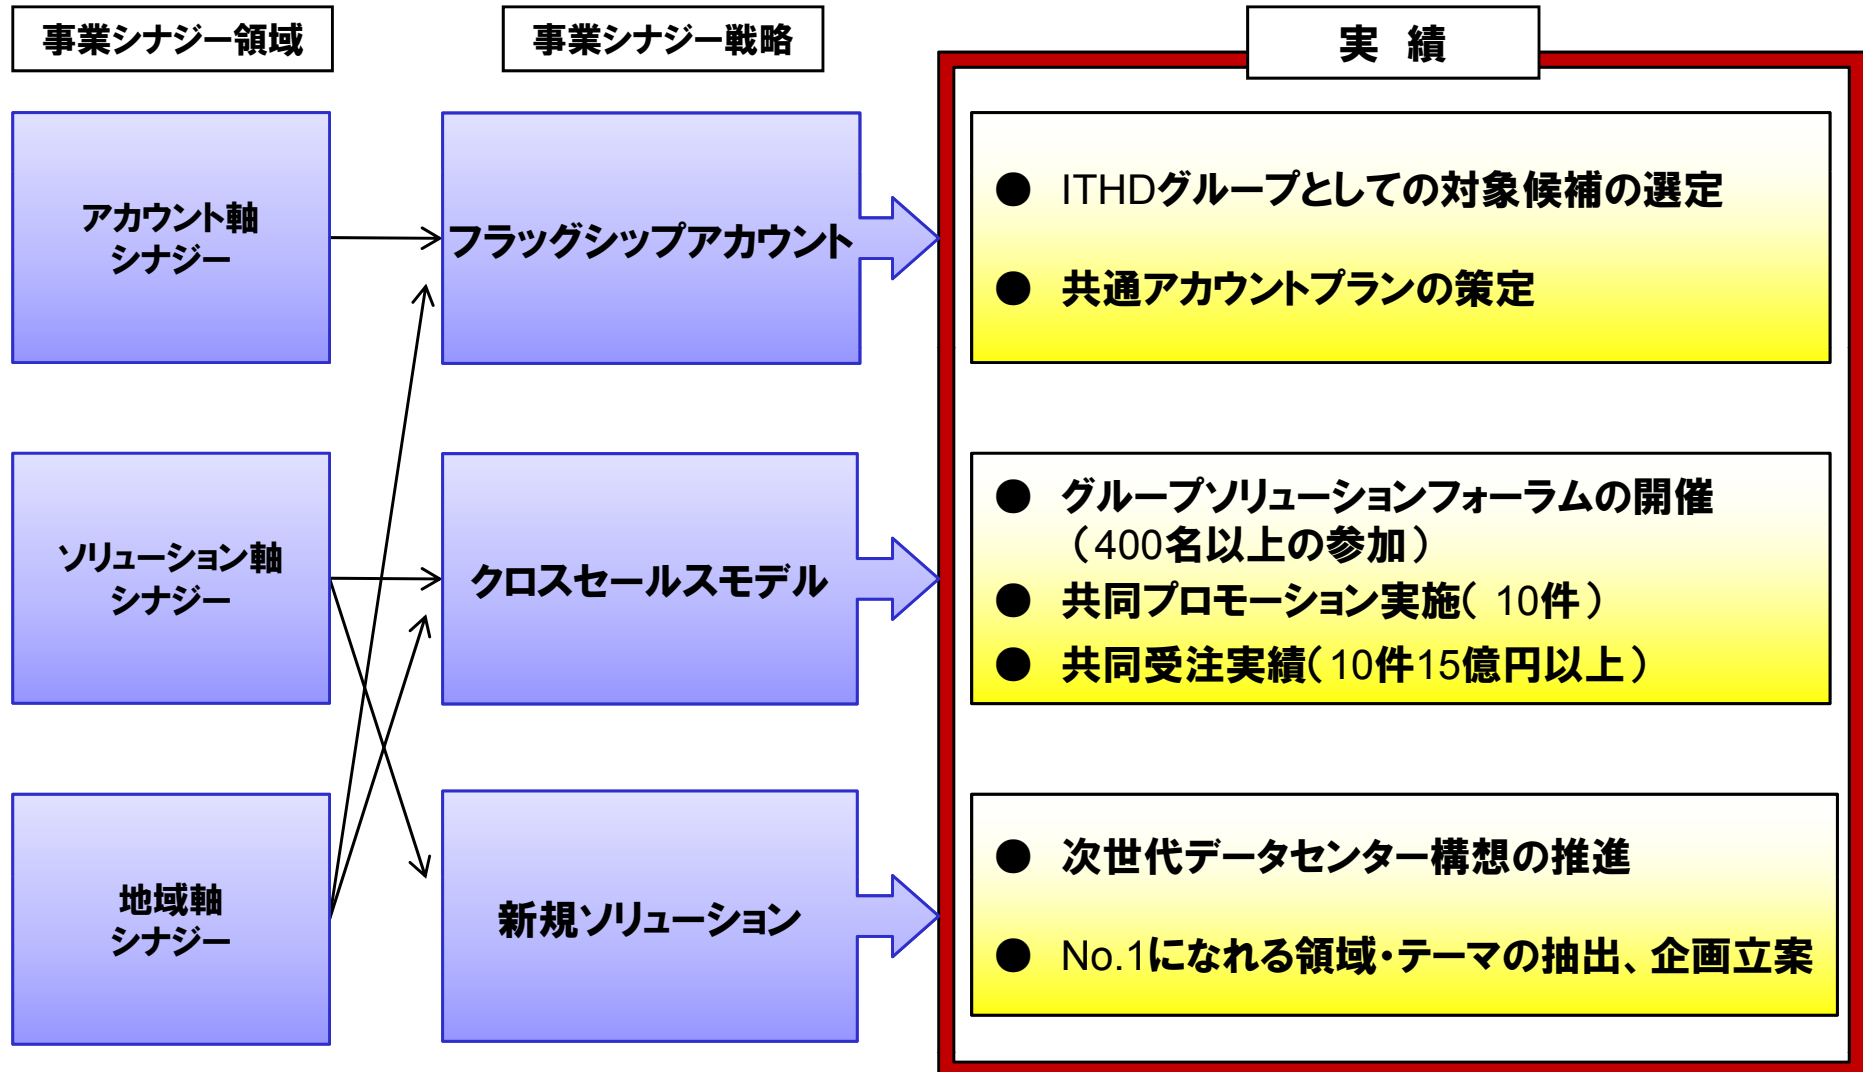 事業シナジー領域
事業シナジー戦略
実 績
アカウント軸
シナジー
フラッグシップアカウント
● ITHDグループとしての対象候補の選定
● 共通アカウントプランの策定
ソリューション軸
シナジー
クロスセールスモデル
● グループソリューションフォーラムの開催
（400名以上の参加）
● 共同プロモーション実施（ 10件）
● 共同受注実績（10件15億円以上）
地域軸
シナジー
新規ソリューション
● 次世代データセンター構想の推進
● No.1になれる領域・テーマの抽出、企画立案